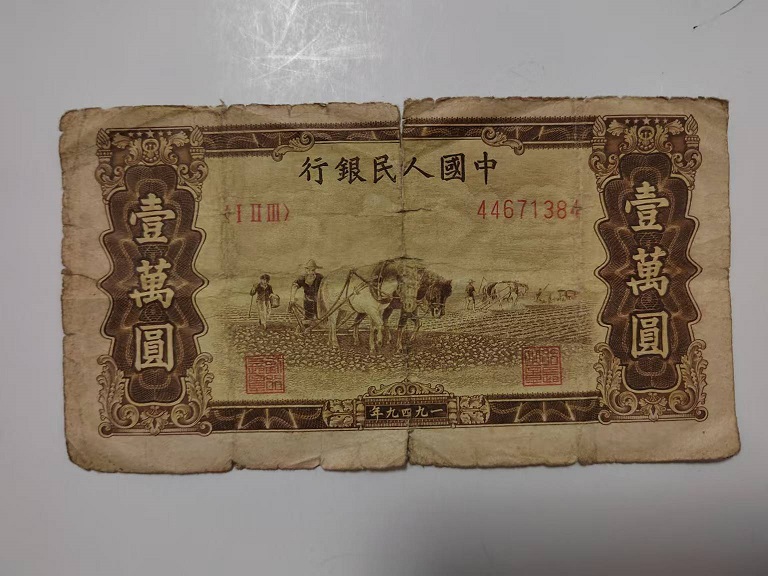 中國人民銀行
〈I II III〉
4467138
壹萬圓
壹萬圓
一九四九年